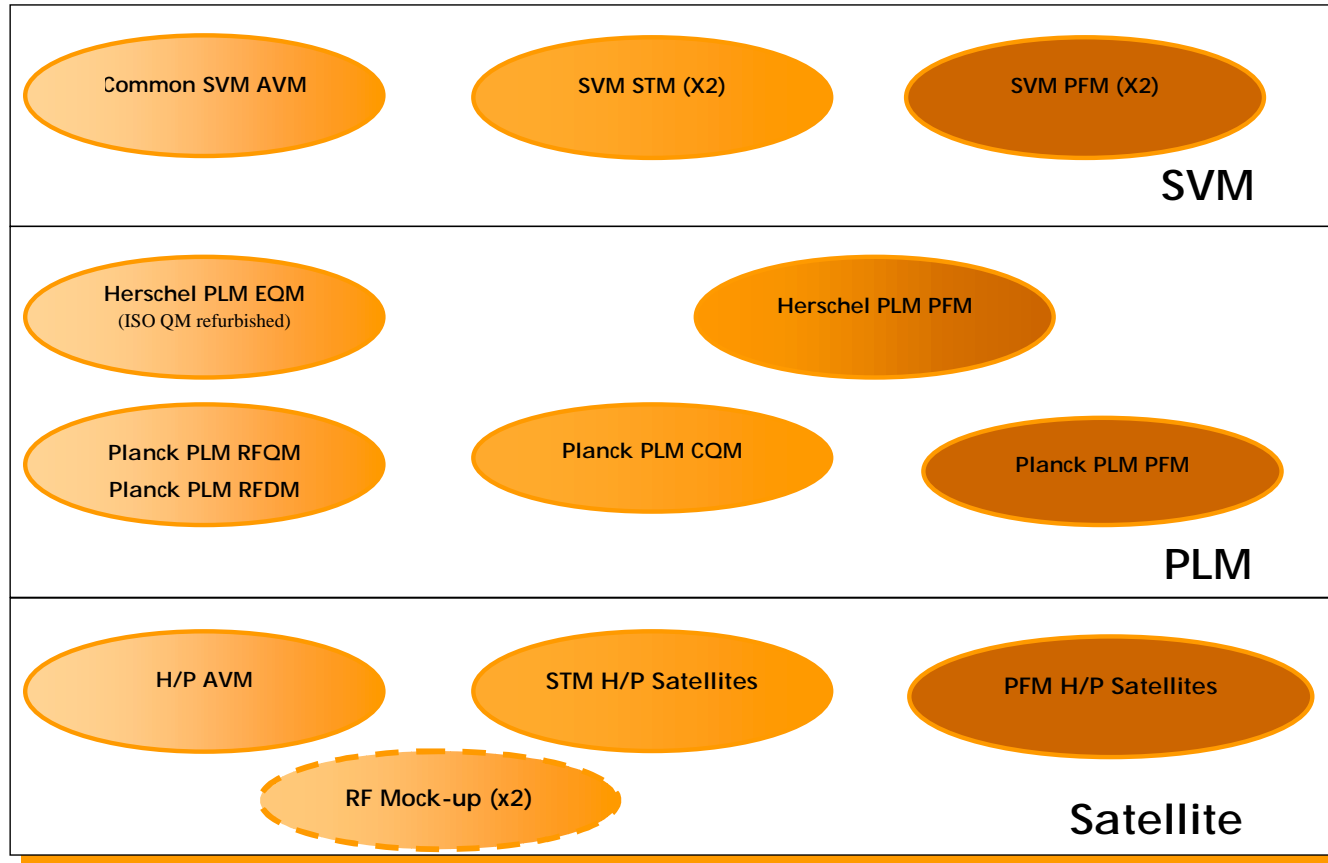 Common SVM AVM
SVM STM (X2)
SVM PFM (X2)
SVM
Herschel PLM EQM
(ISO QM refurbished)
Herschel PLM PFM
Planck PLM RFQM
Planck PLM RFDM
Planck PLM CQM
Planck PLM PFM
PLM
H/P AVM
STM H/P Satellites
PFM H/P Satellites
RF Mock-up (x2)
Satellite